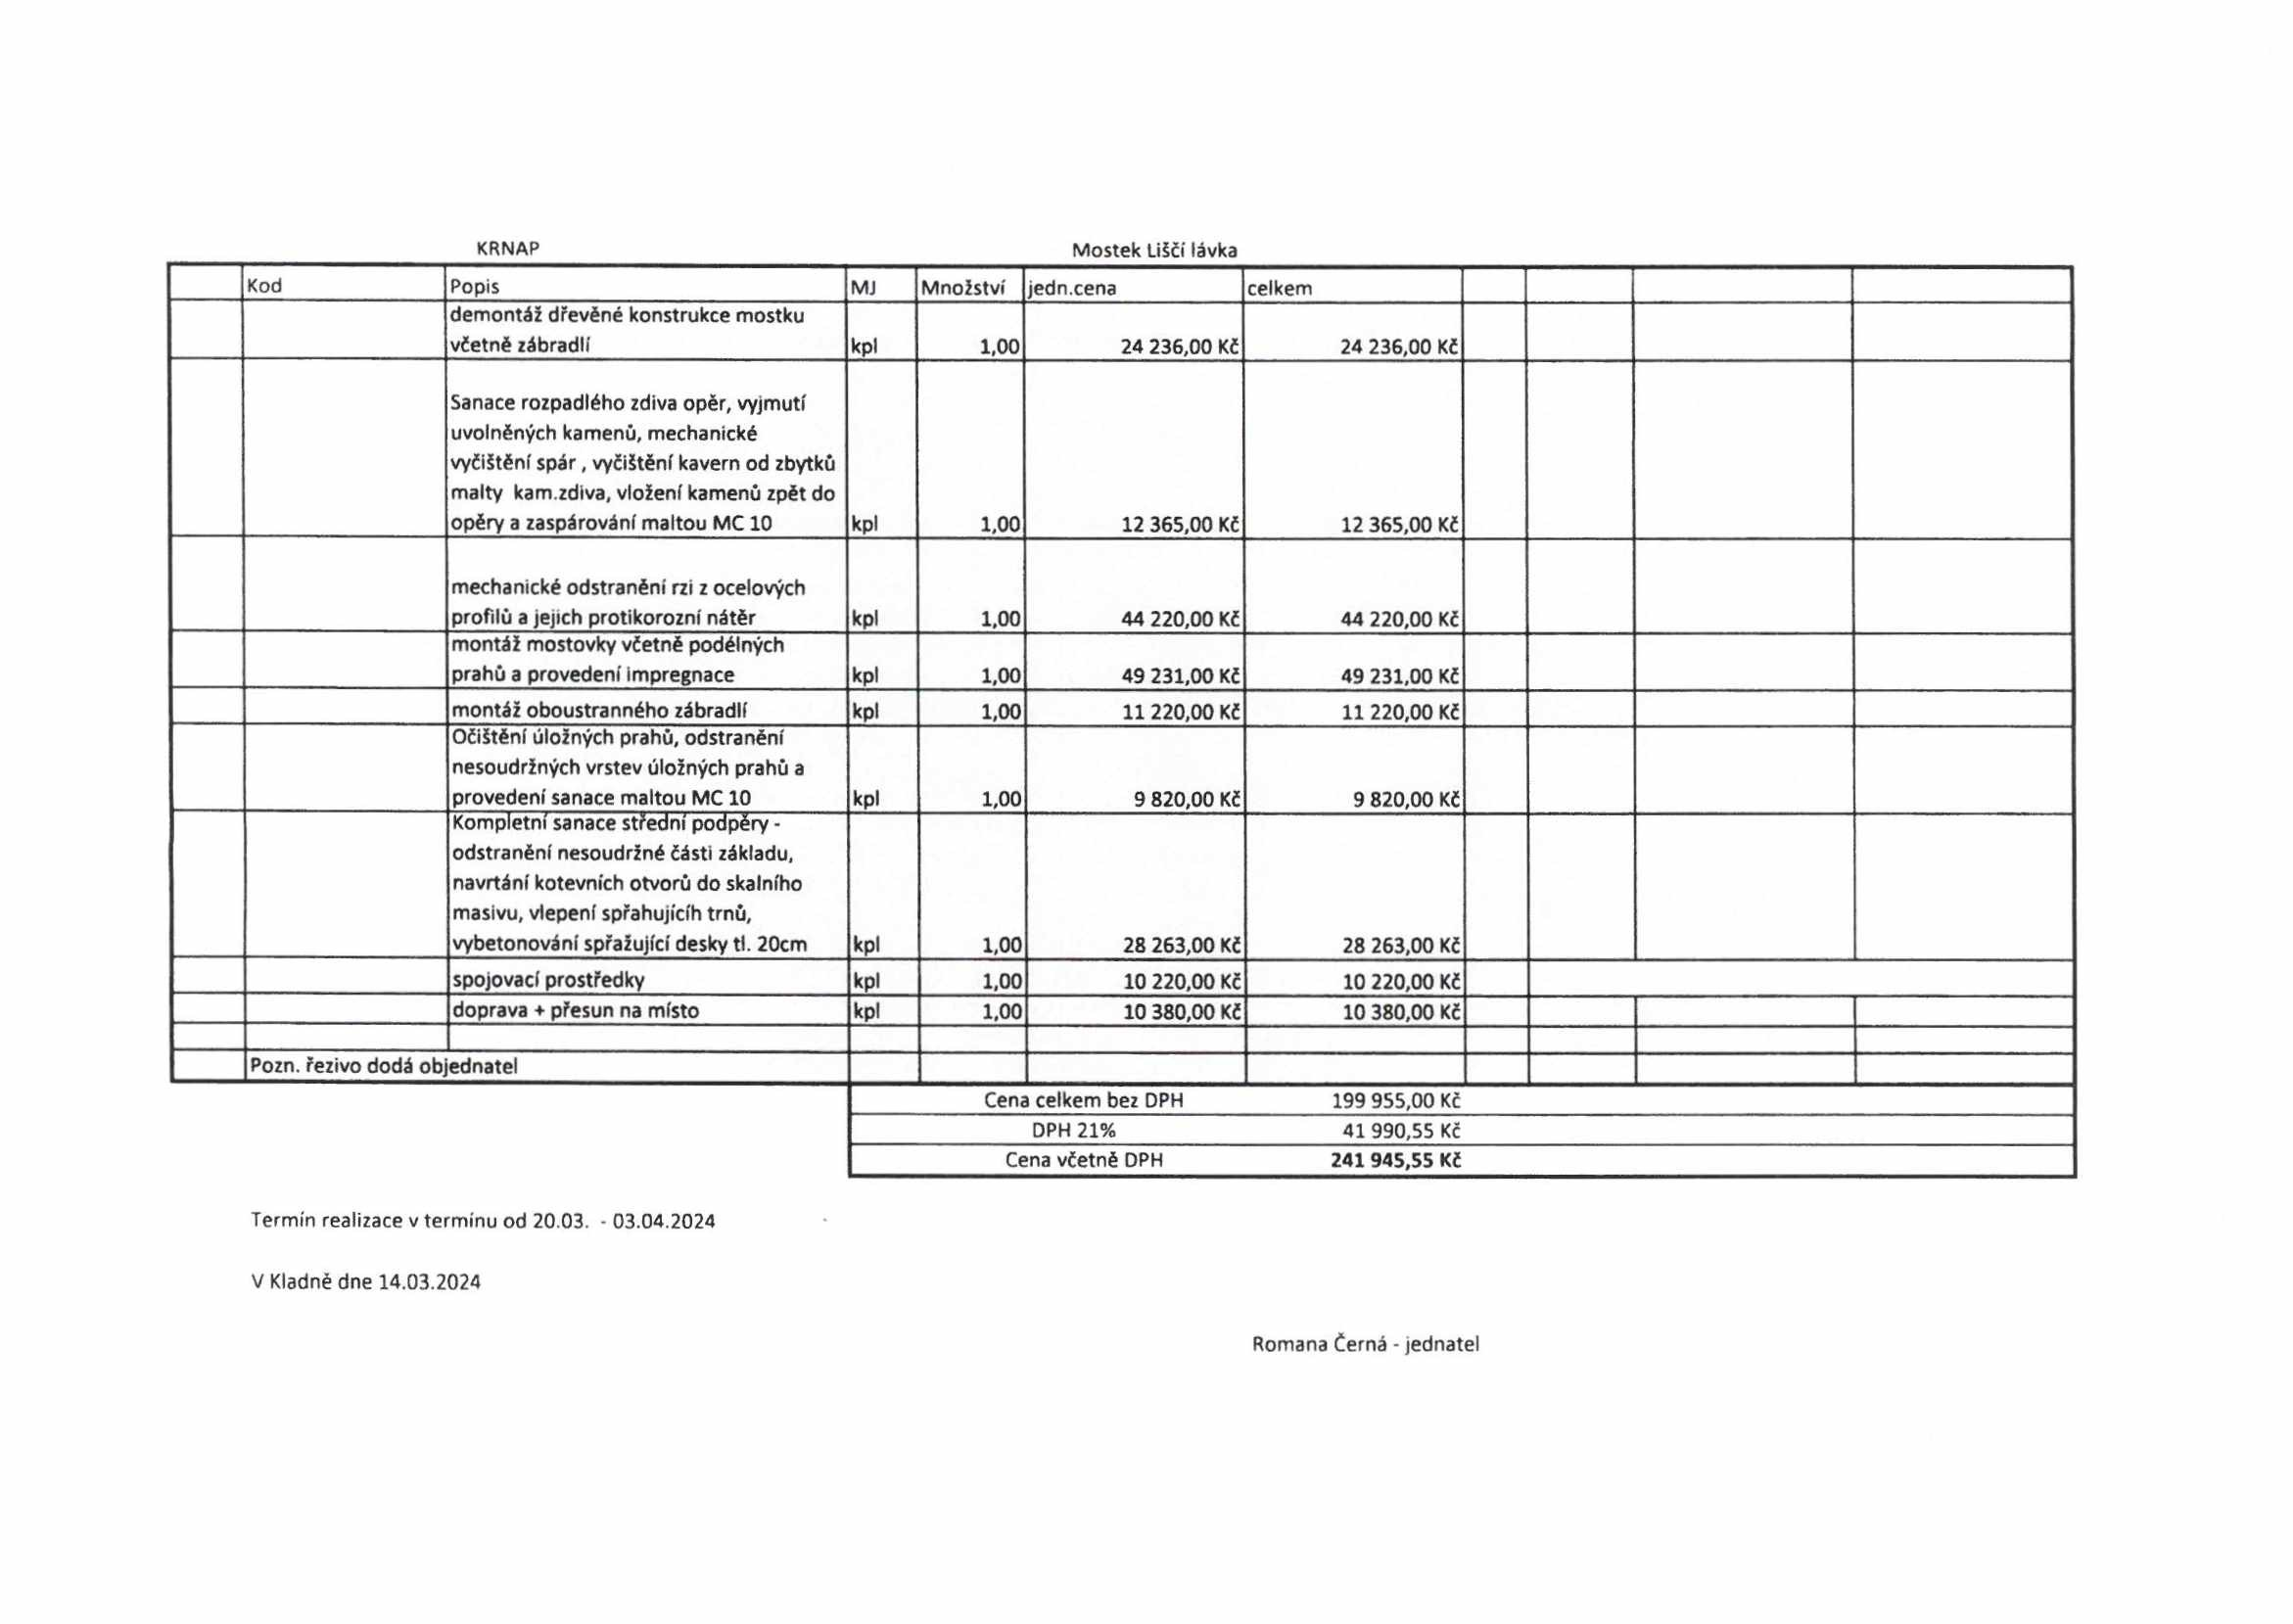 KRNAP Mostek Liščí lávka
Kod Popis MJ Množství jedn.cena celkem
demontáž dřevěné konstrukce mostku
včetně zábradlí kpl 1,00 24 236,00 Kč 24 236,00 Kč
Sanace rozpadlého zdiva opěr, vyjmutí
uvolněných kamenů, mechanické
vyčištění spár , vyčištění kavern od zbytků
malty kam.zdiva, vložení kamenů zpět do
opěry a zaspárování maltou MC 10 kpl 1,00 12 365,00 Kč 12 365,00 Kč
mechanické odstranění rzi z ocelových
profilů a jejich protikorozní nátěr kpl 1,00 44 220,00 Kč 44 220,00 Kč
montáž mostovky včetně podélných
prahů a provedení impregnace kpl 1,00 49 231,00 Kč 49 231,00 Kč
montáž oboustranného zábradlí kpl 1,00 11 220,00 Kč 11 220,00 Kč
Očištění úložných prahů, odstranění
nesoudržných vrstev úložných prahů a
provedení sanace maltou MC 10 kpl 1,00 9 820,00 Kč 9 820,00 Kč
Kompletní sanace střední podpěry -
odstranění nesoudržné části základu,
navrtání kotevních otvorů do skalního
masivu, vlepení spřahujícíh trnů,
vybetonování spřažující desky tl. 20cm kpl 1,00 28 263,00 Kč 28 263,00 Kč
spojovací prostředky kpl 1,00 10 220,00 Kč 10 220,00 Kč
doprava + přesun na místo kpl 1,00 10 380,00 Kč 10 380,00 Kč
Pozn. řezivo dodá objednatel
Cena celkem bez DPH 199 955,00 Kč
DPH 21% 41 990,55 Kč
Cena včetně DPH 241 945,55 Kč
Termín realizace v termínu od 20.03. - 03.04.2024
V Kladně dne 14.03.2024
Romana Černá - jednatel